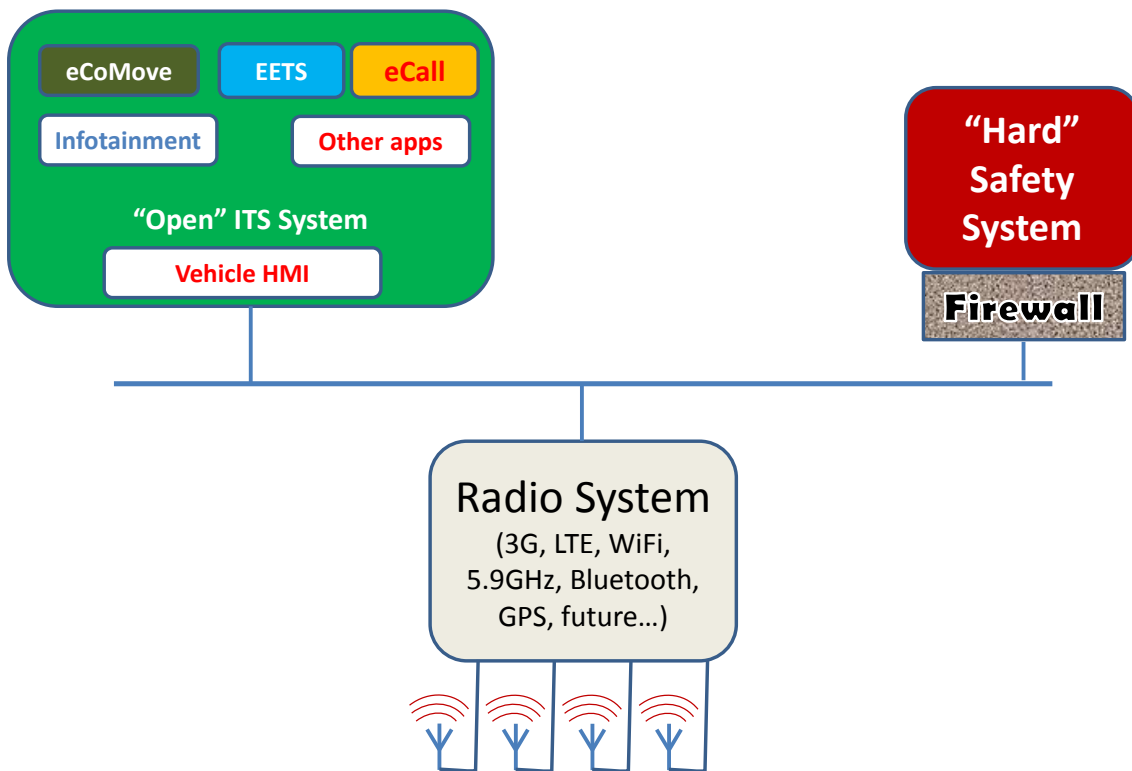 eCoMove
EETS
eCall
Infotainment
Other apps
“Open” ITS System
Vehicle HMI
“Hard”
Safety
System
Firewall
Radio System
(3G, LTE, WiFi,
5.9GHz, Bluetooth,
GPS, future…)